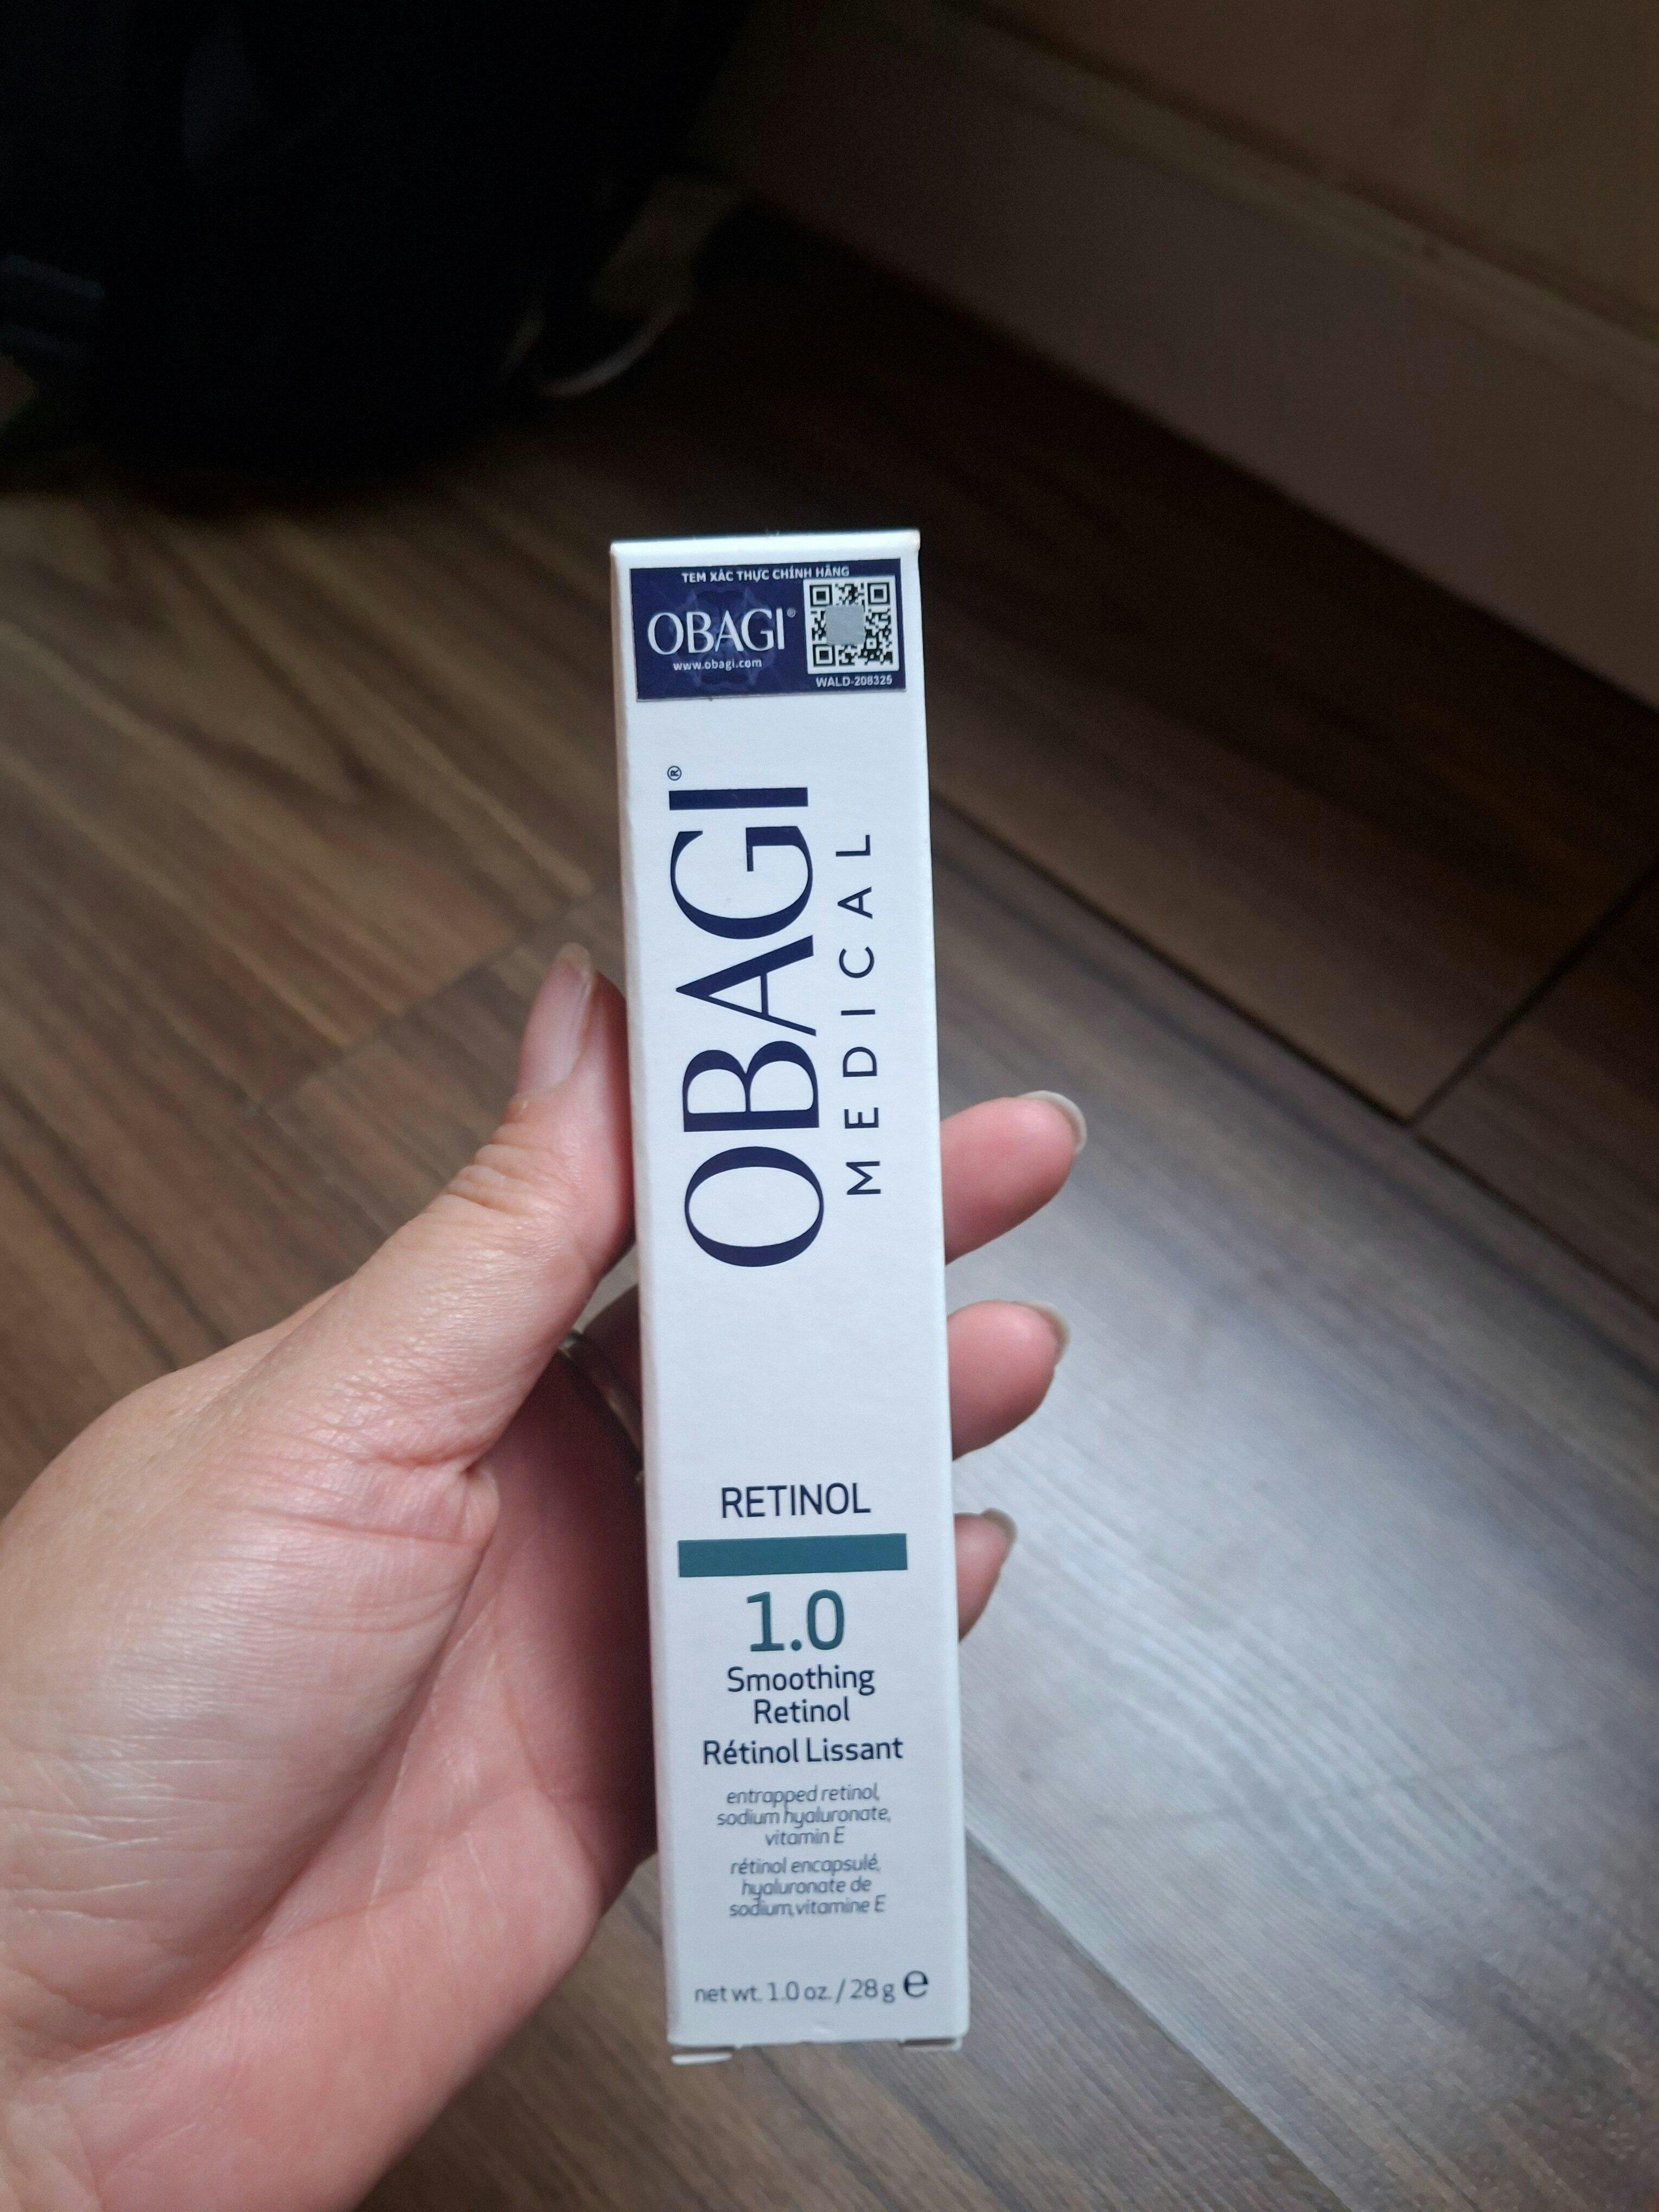 TEM XÁC THỰC CHÍNH HÃNG
OBAGI®
www.obagi.com
WALD-208325
OBAGI®
MEDICAL
RETINOL
1.0
Smoothing
Retinol
Rétinol Lissant
entrapped retinol,
sodium hyaluronate,
vitamin E
rétinol encapsulé,
hyaluronate de
sodium, vitamine E
net wt. 1.0 oz. / 28 g ℮